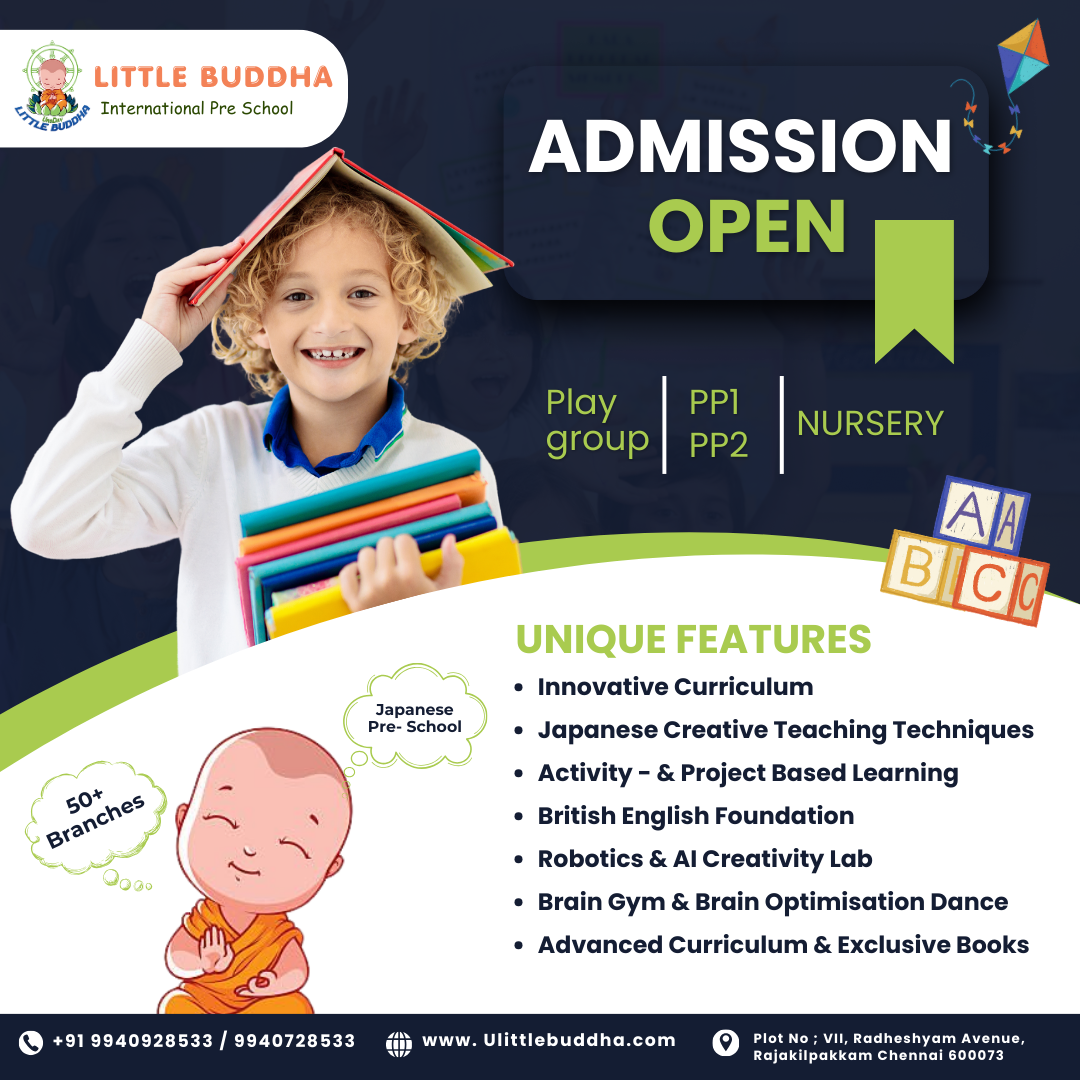 LITTLE BUDDHA
International Pre School
LITTLE BUDDHA
ADMISSION
OPEN
Play
group
PP1
PP2
NURSERY
A A
B C C
UNIQUE FEATURES
• Innovative Curriculum
• Japanese Creative Teaching Techniques
• Activity - & Project Based Learning
• British English Foundation
• Robotics & AI Creativity Lab
• Brain Gym & Brain Optimisation Dance
• Advanced Curriculum & Exclusive Books
Japanese
Pre- School
50+
Branches
+91 9940928533 / 9940728533
www. Ulittlebuddha.com
Plot No ; VII, Radheshyam Avenue,
Rajakilpakkam Chennai 600073